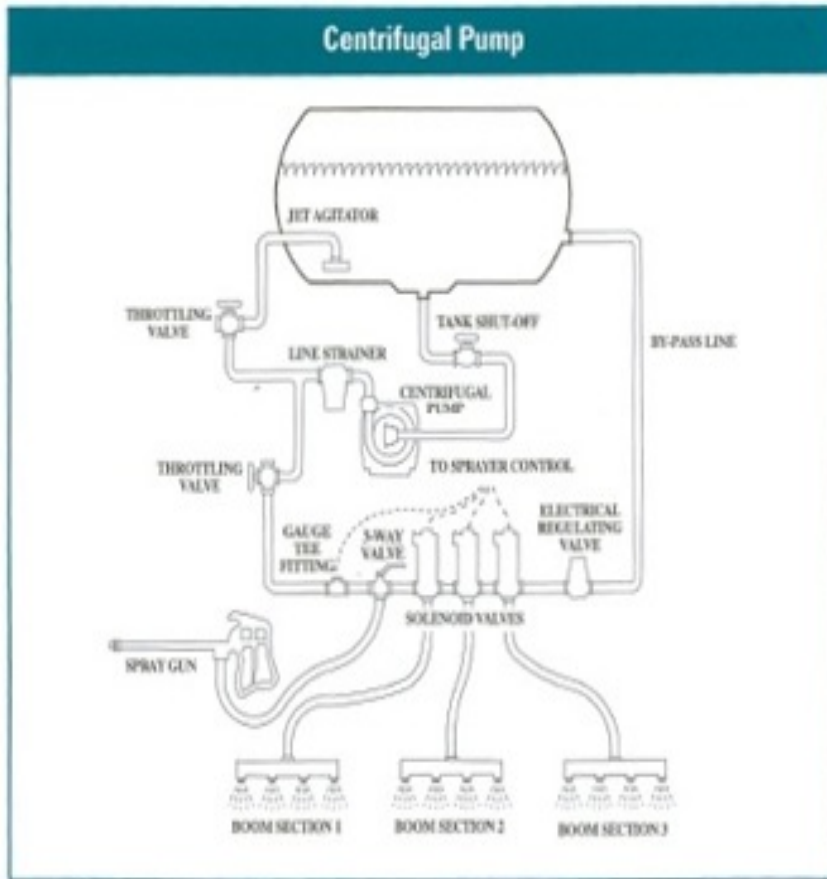 Centrifugal Pump
JET AGITATOR
THROTTLING
VALVE
TANK SHUT-OFF
BY-PASS LINE
LINE STRAINER
CENTRIFUGAL
PUMP
THROTTLING
VALVE
TO SPRAYER CONTROL
GAUGE
TEE
FITTING
3-WAY
VALVE
ELECTRICAL
REGULATING
VALVE
SOLENOID VALVES
SPRAY GUN
BOOM SECTION 1
BOOM SECTION 2
BOOM SECTION 3